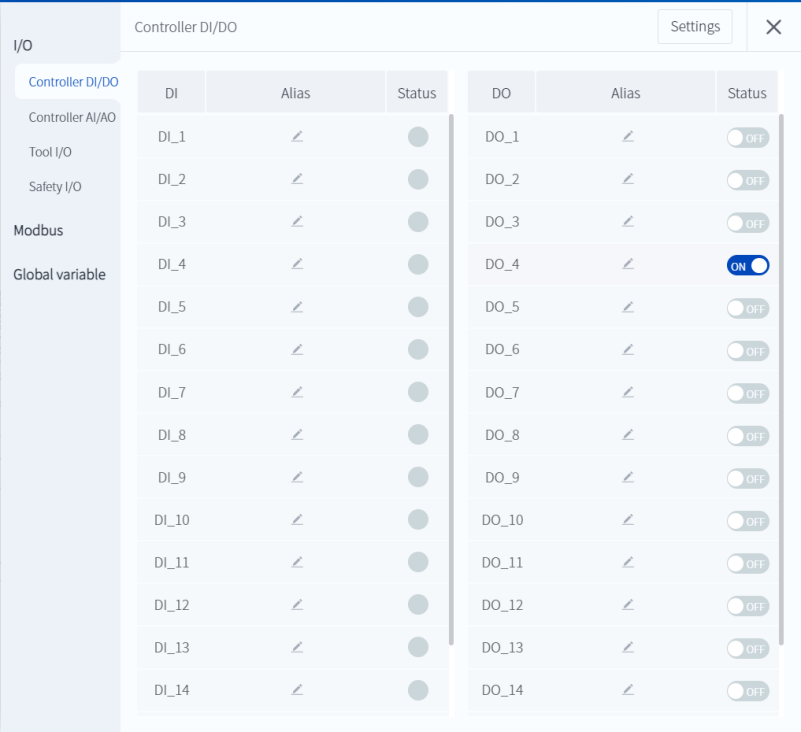 Controller DI/DO
Settings
I/O
Controller DI/DO
Controller AI/AO
Tool I/O
Safety I/O
Modbus
Global variable
DI Alias Status
DI_1
DI_2
DI_3
DI_4
DI_5
DI_6
DI_7
DI_8
DI_9
DI_10
DI_11
DI_12
DI_13
DI_14
DO Alias Status
DO_1 OFF
DO_2 OFF
DO_3 OFF
DO_4 ON
DO_5 OFF
DO_6 OFF
DO_7 OFF
DO_8 OFF
DO_9 OFF
DO_10 OFF
DO_11 OFF
DO_12 OFF
DO_13 OFF
DO_14 OFF